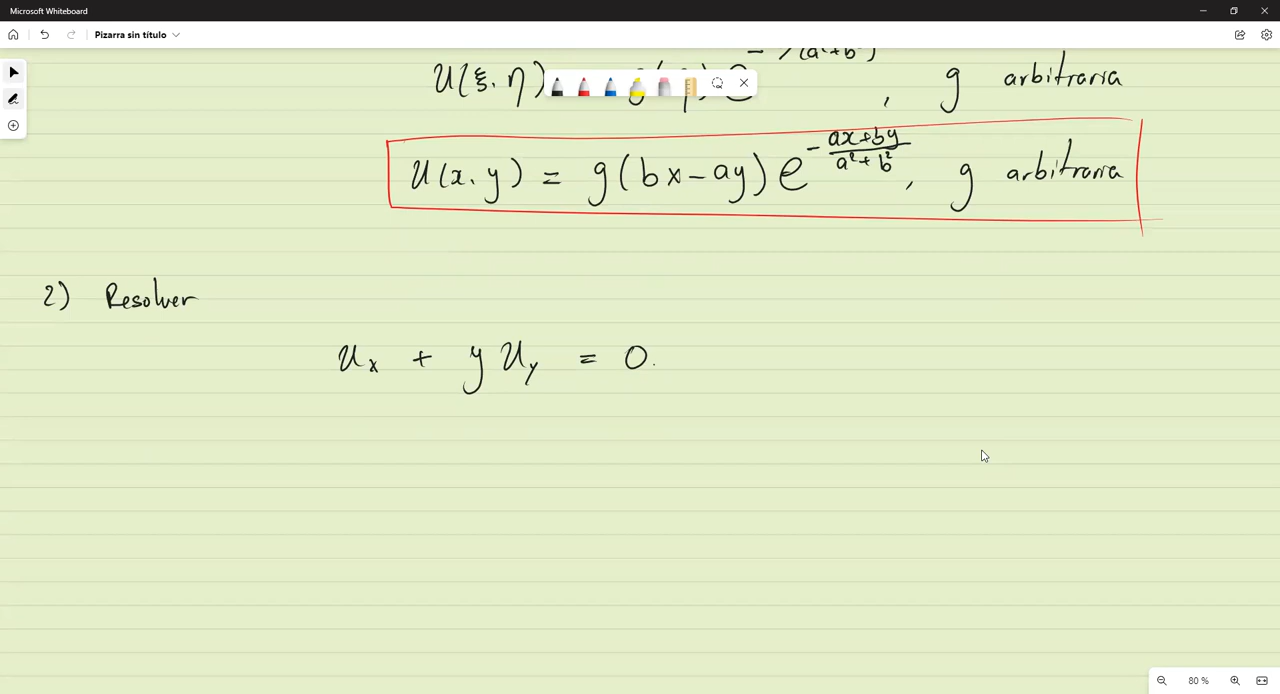 Microsoft Whiteboard
Pizarra sin título
u(ξ, η) g(η) e , g arbitraria
u(x, y) = g(bx - ay) e^{-\frac{ax+by}{a²+b²}}, g arbitraria
2) Resolver
u_x + y u_y = 0.
80 %